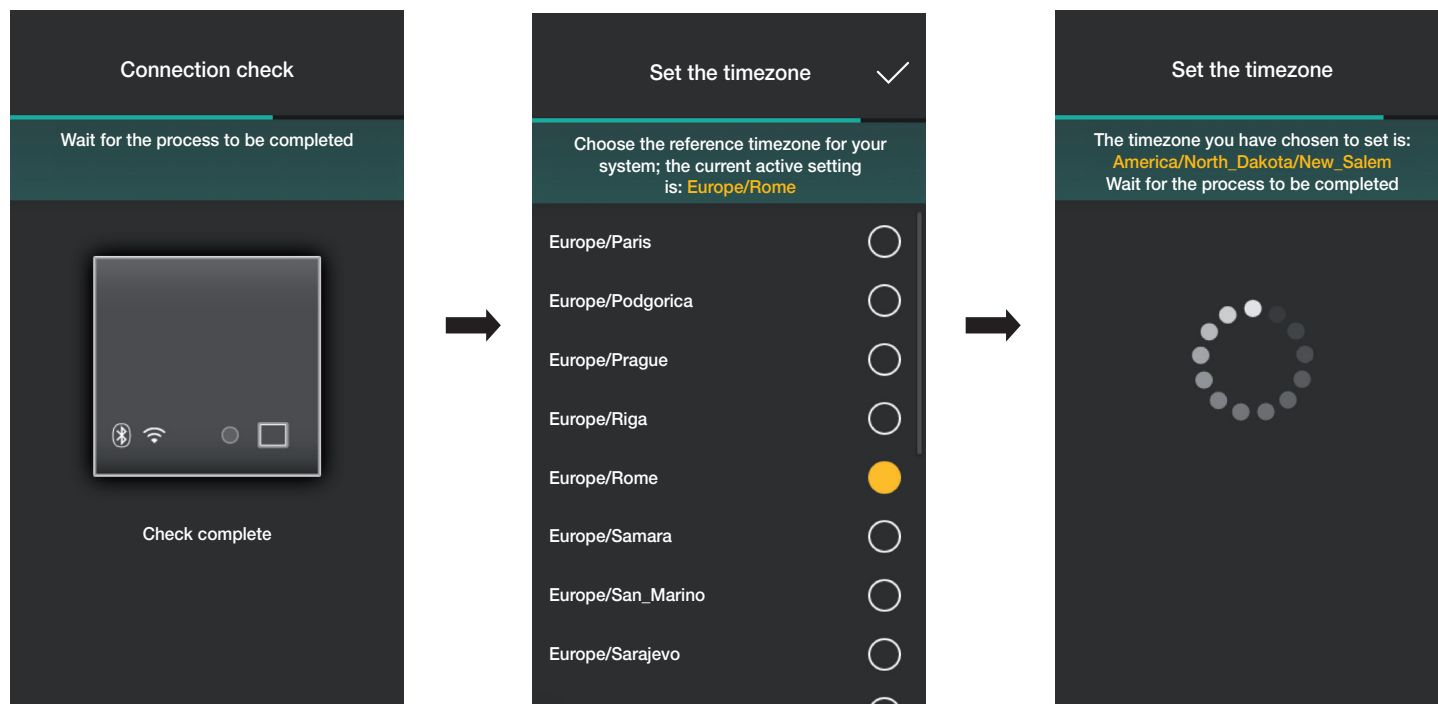 Connection check
Wait for the process to be completed
Check complete
Set the timezone
Choose the reference timezone for your
system; the current active setting
is: Europe/Rome
Europe/Paris
Europe/Podgorica
Europe/Prague
Europe/Riga
Europe/Rome
Europe/Samara
Europe/San_Marino
Europe/Sarajevo
Set the timezone
The timezone you have chosen to set is:
America/North_Dakota/New_Salem
Wait for the process to be completed